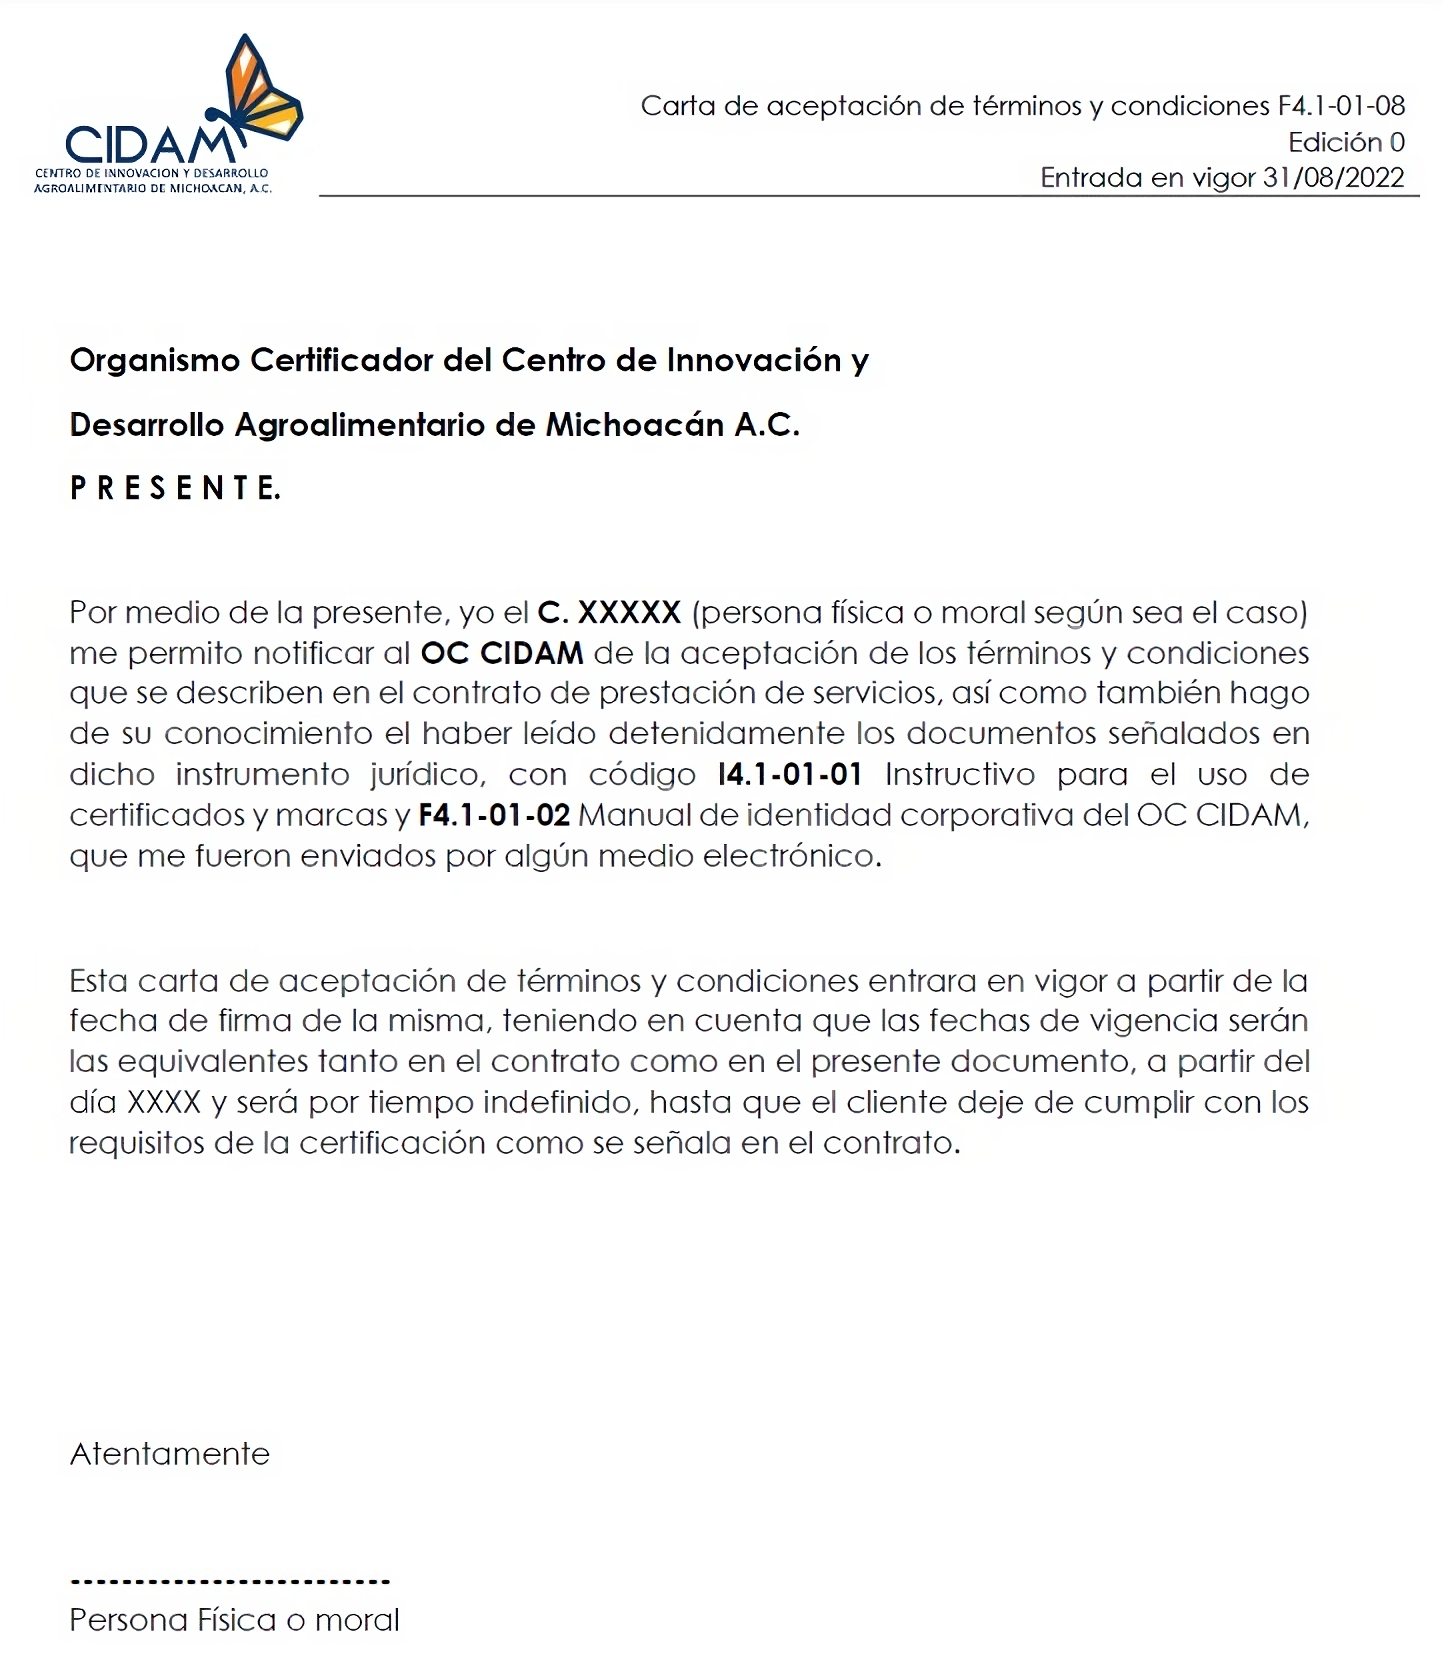 CIDAM
CENTRO DE INNOVACION Y DESARROLLO
AGROALIMENTARIO DE MICHOACAN, A.C.
Carta de aceptación de términos y condiciones F4.1-01-08
Edición 0
Entrada en vigor 31/08/2022
Organismo Certificador del Centro de Innovación y
Desarrollo Agroalimentario de Michoacán A.C.
P R E S E N T E.
Por medio de la presente, yo el C. XXXXX (persona física o moral según sea el caso)
me permito notificar al OC CIDAM de la aceptación de los términos y condiciones
que se describen en el contrato de prestación de servicios, así como también hago
de su conocimiento el haber leído detenidamente los documentos señalados en
dicho instrumento jurídico, con código I4.1-01-01 Instructivo para el uso de
certificados y marcas y F4.1-01-02 Manual de identidad corporativa del OC CIDAM,
que me fueron enviados por algún medio electrónico.
Esta carta de aceptación de términos y condiciones entrara en vigor a partir de la
fecha de firma de la misma, teniendo en cuenta que las fechas de vigencia serán
las equivalentes tanto en el contrato como en el presente documento, a partir del
día XXXX y será por tiempo indefinido, hasta que el cliente deje de cumplir con los
requisitos de la certificación como se señala en el contrato.
Atentamente
-------------------------
Persona Física o moral